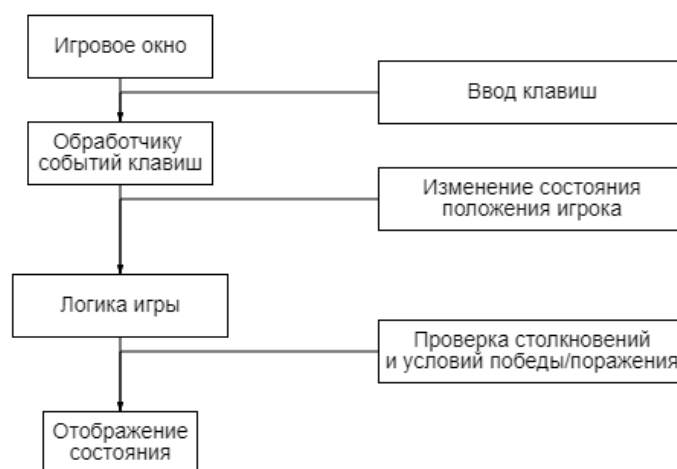 Игровое окно
Ввод клавиш
Обработчику
событий клавиш
Изменение состояния
положения игрока
Логика игры
Проверка столкновений
и условий победы/поражения
Отображение
состояния